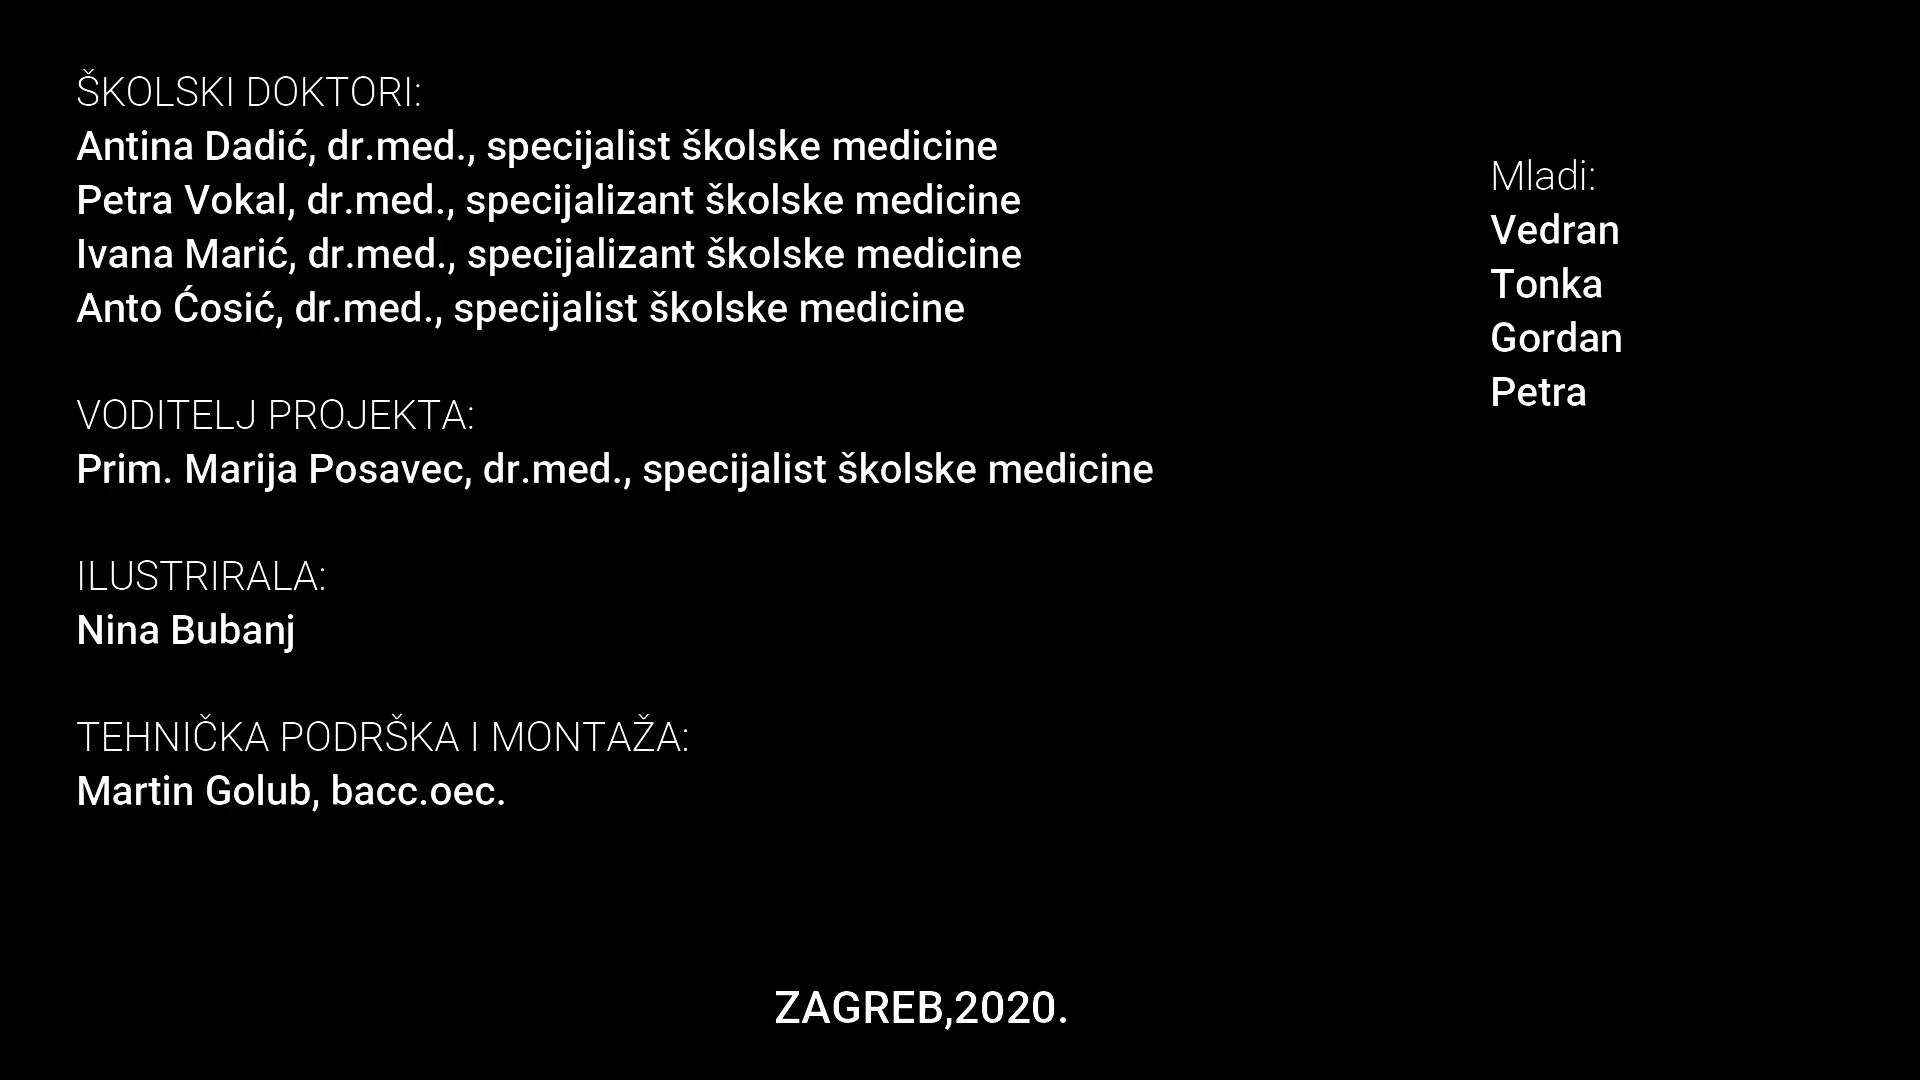 ŠKOLSKI DOKTORI:
Antina Dadić, dr.med., specijalist školske medicine
Petra Vokal, dr.med., specijalizant školske medicine
Ivana Marić, dr.med., specijalizant školske medicine
Anto Ćosić, dr.med., specijalist školske medicine
VODITELJ PROJEKTA:
Prim. Marija Posavec, dr.med., specijalist školske medicine
ILUSTRIRALA:
Nina Bubanj
TEHNIČKA PODRŠKA I MONTAŽA:
Martin Golub, bacc.oec.
Mladi:
Vedran
Tonka
Gordan
Petra
ZAGREB,2020.